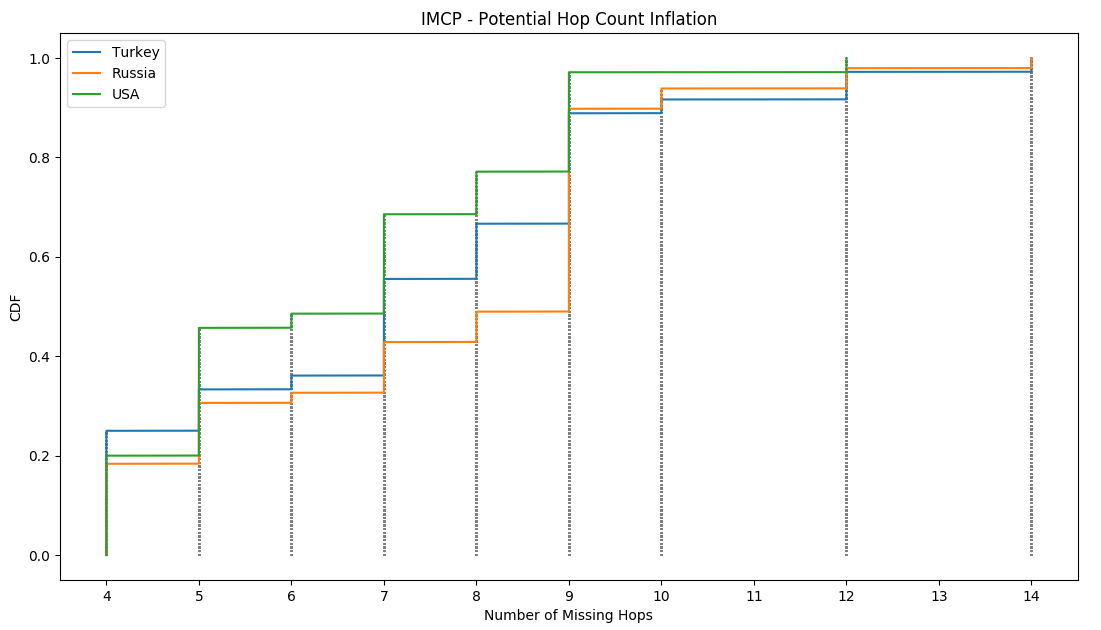 IMCP - Potential Hop Count Inflation
Turkey
Russia
USA
1.0
0.8
0.6
0.4
0.2
0.0
CDF
4 5 6 7 8 9 10 11 12 13 14
Number of Missing Hops